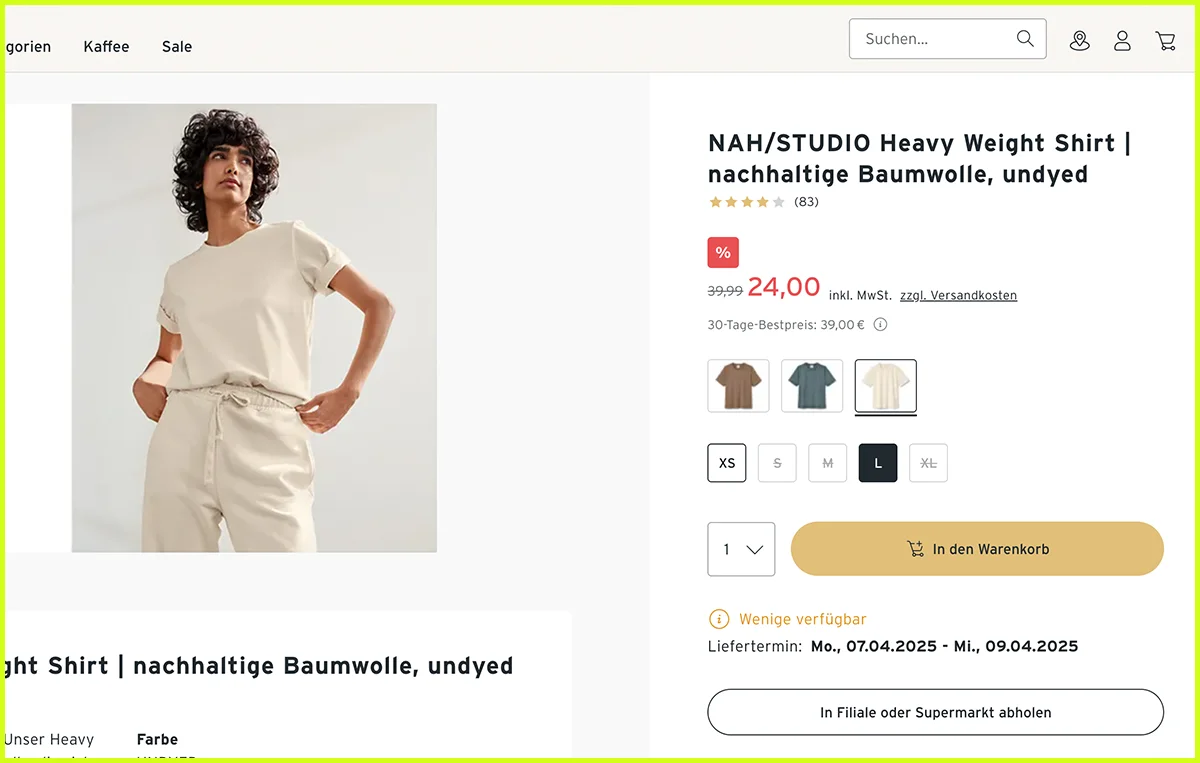 gorien Kaffee Sale Suchen...
NAH/STUDIO Heavy Weight Shirt |
nachhaltige Baumwolle, undyed
(83)
%
39,99 24,00 inkl. MwSt. zzgl. Versandkosten
30-Tage-Bestpreis: 39,00 €
XS S M L XL
1 In den Warenkorb
Wenige verfügbar
Liefertermin: Mo., 07.04.2025 - Mi., 09.04.2025
In Filiale oder Supermarkt abholen
ght Shirt | nachhaltige Baumwolle, undyed
Unser Heavy Farbe